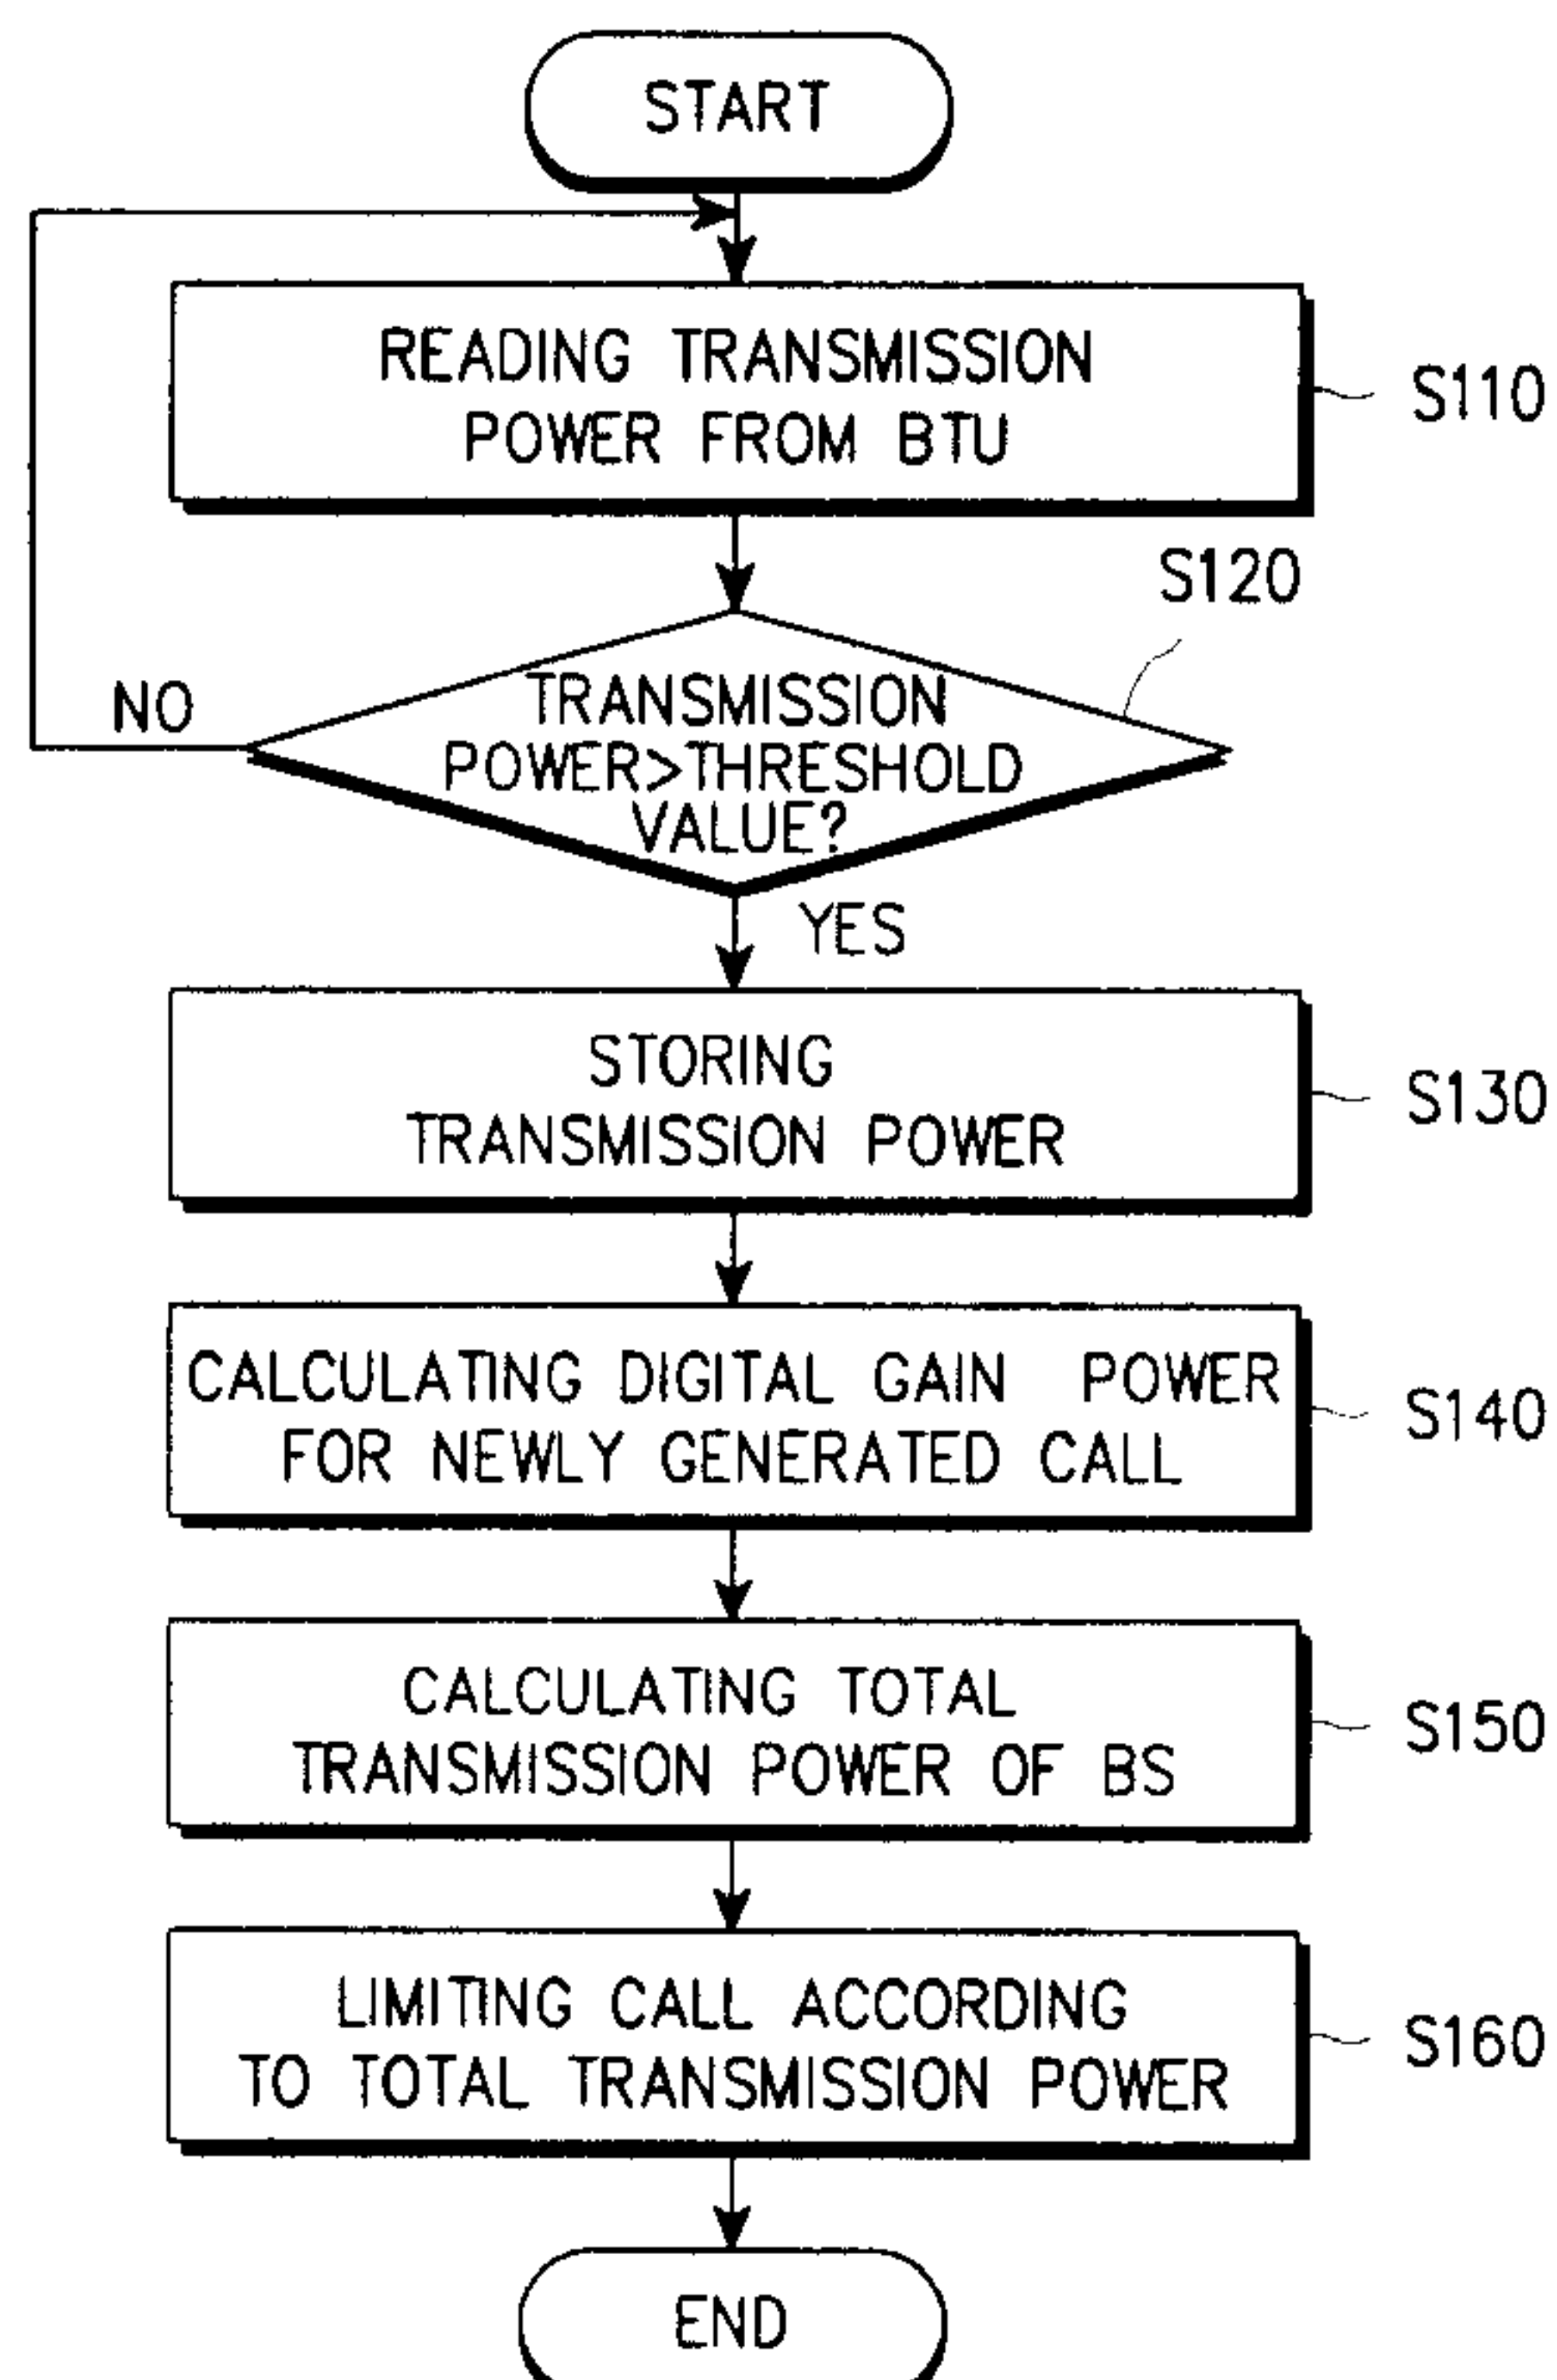 START
READING TRANSMISSION
POWER FROM BTU
S110
S120
TRANSMISSION
POWER>THRESHOLD
VALUE?
NO
YES
STORING
TRANSMISSION POWER
S130
CALCULATING DIGITAL GAIN POWER
FOR NEWLY GENERATED CALL
S140
CALCULATING TOTAL
TRANSMISSION POWER OF BS
S150
LIMITING CALL ACCORDING
TO TOTAL TRANSMISSION POWER
S160
END